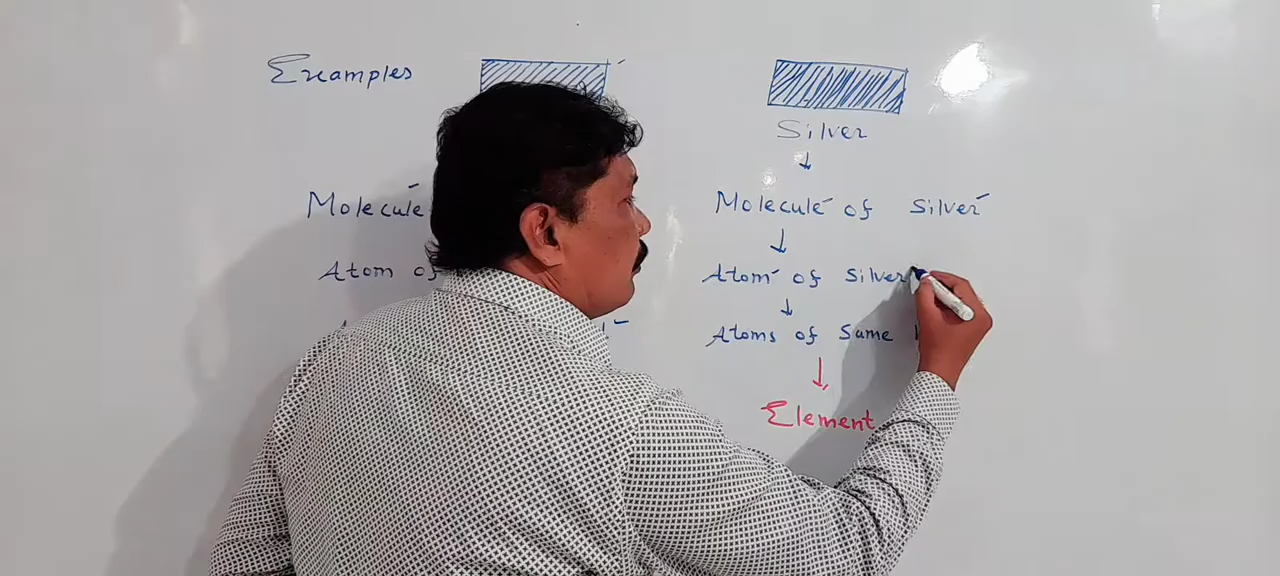 Examples
Silver
Molecule Molecule of Silver
Atom of Atom of Silver
Atoms of Same
Element